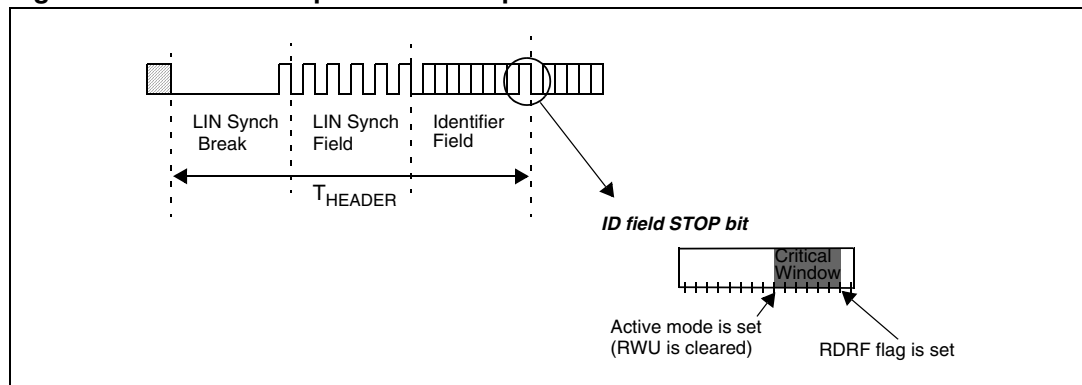 LIN Synch
Break
LIN Synch
Field
Identifier
Field
THEADER
ID field STOP bit
Critical
Window
Active mode is set
(RWU is cleared)
RDRF flag is set